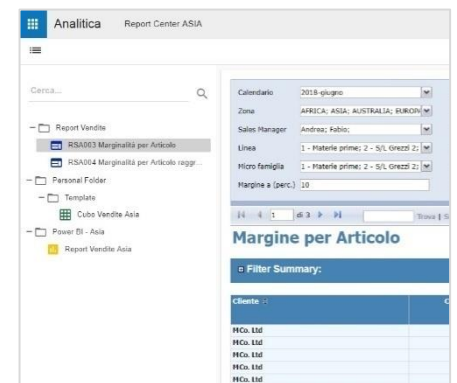 Analitica Report Center ASIA
Cerca...
Report Vendite
RSA003 Marginalità per Articolo
RSA004 Marginalità per Articolo raggr...
Personal Folder
Template
Cubo Vendite Asia
Power BI - Asia
Report Vendite Asia
Calendario 2018-giugno
Zona AFRICA; ASIA; AUSTRALIA; EUROPA
Sales Manager Andrea; Fabio;
Linea 1 - Materie prime; 2 - S/L Grezzi 2;
Micro famiglia 1 - Materie prime; 2 - S/L Grezzi 2;
Margine a (perc.) 10
1 di 3 Trova | S
Margine per Articolo
Filter Summary:
Cliente C
MCo. Ltd
MCo. Ltd
MCo. Ltd
MCo. Ltd
MCo. Ltd